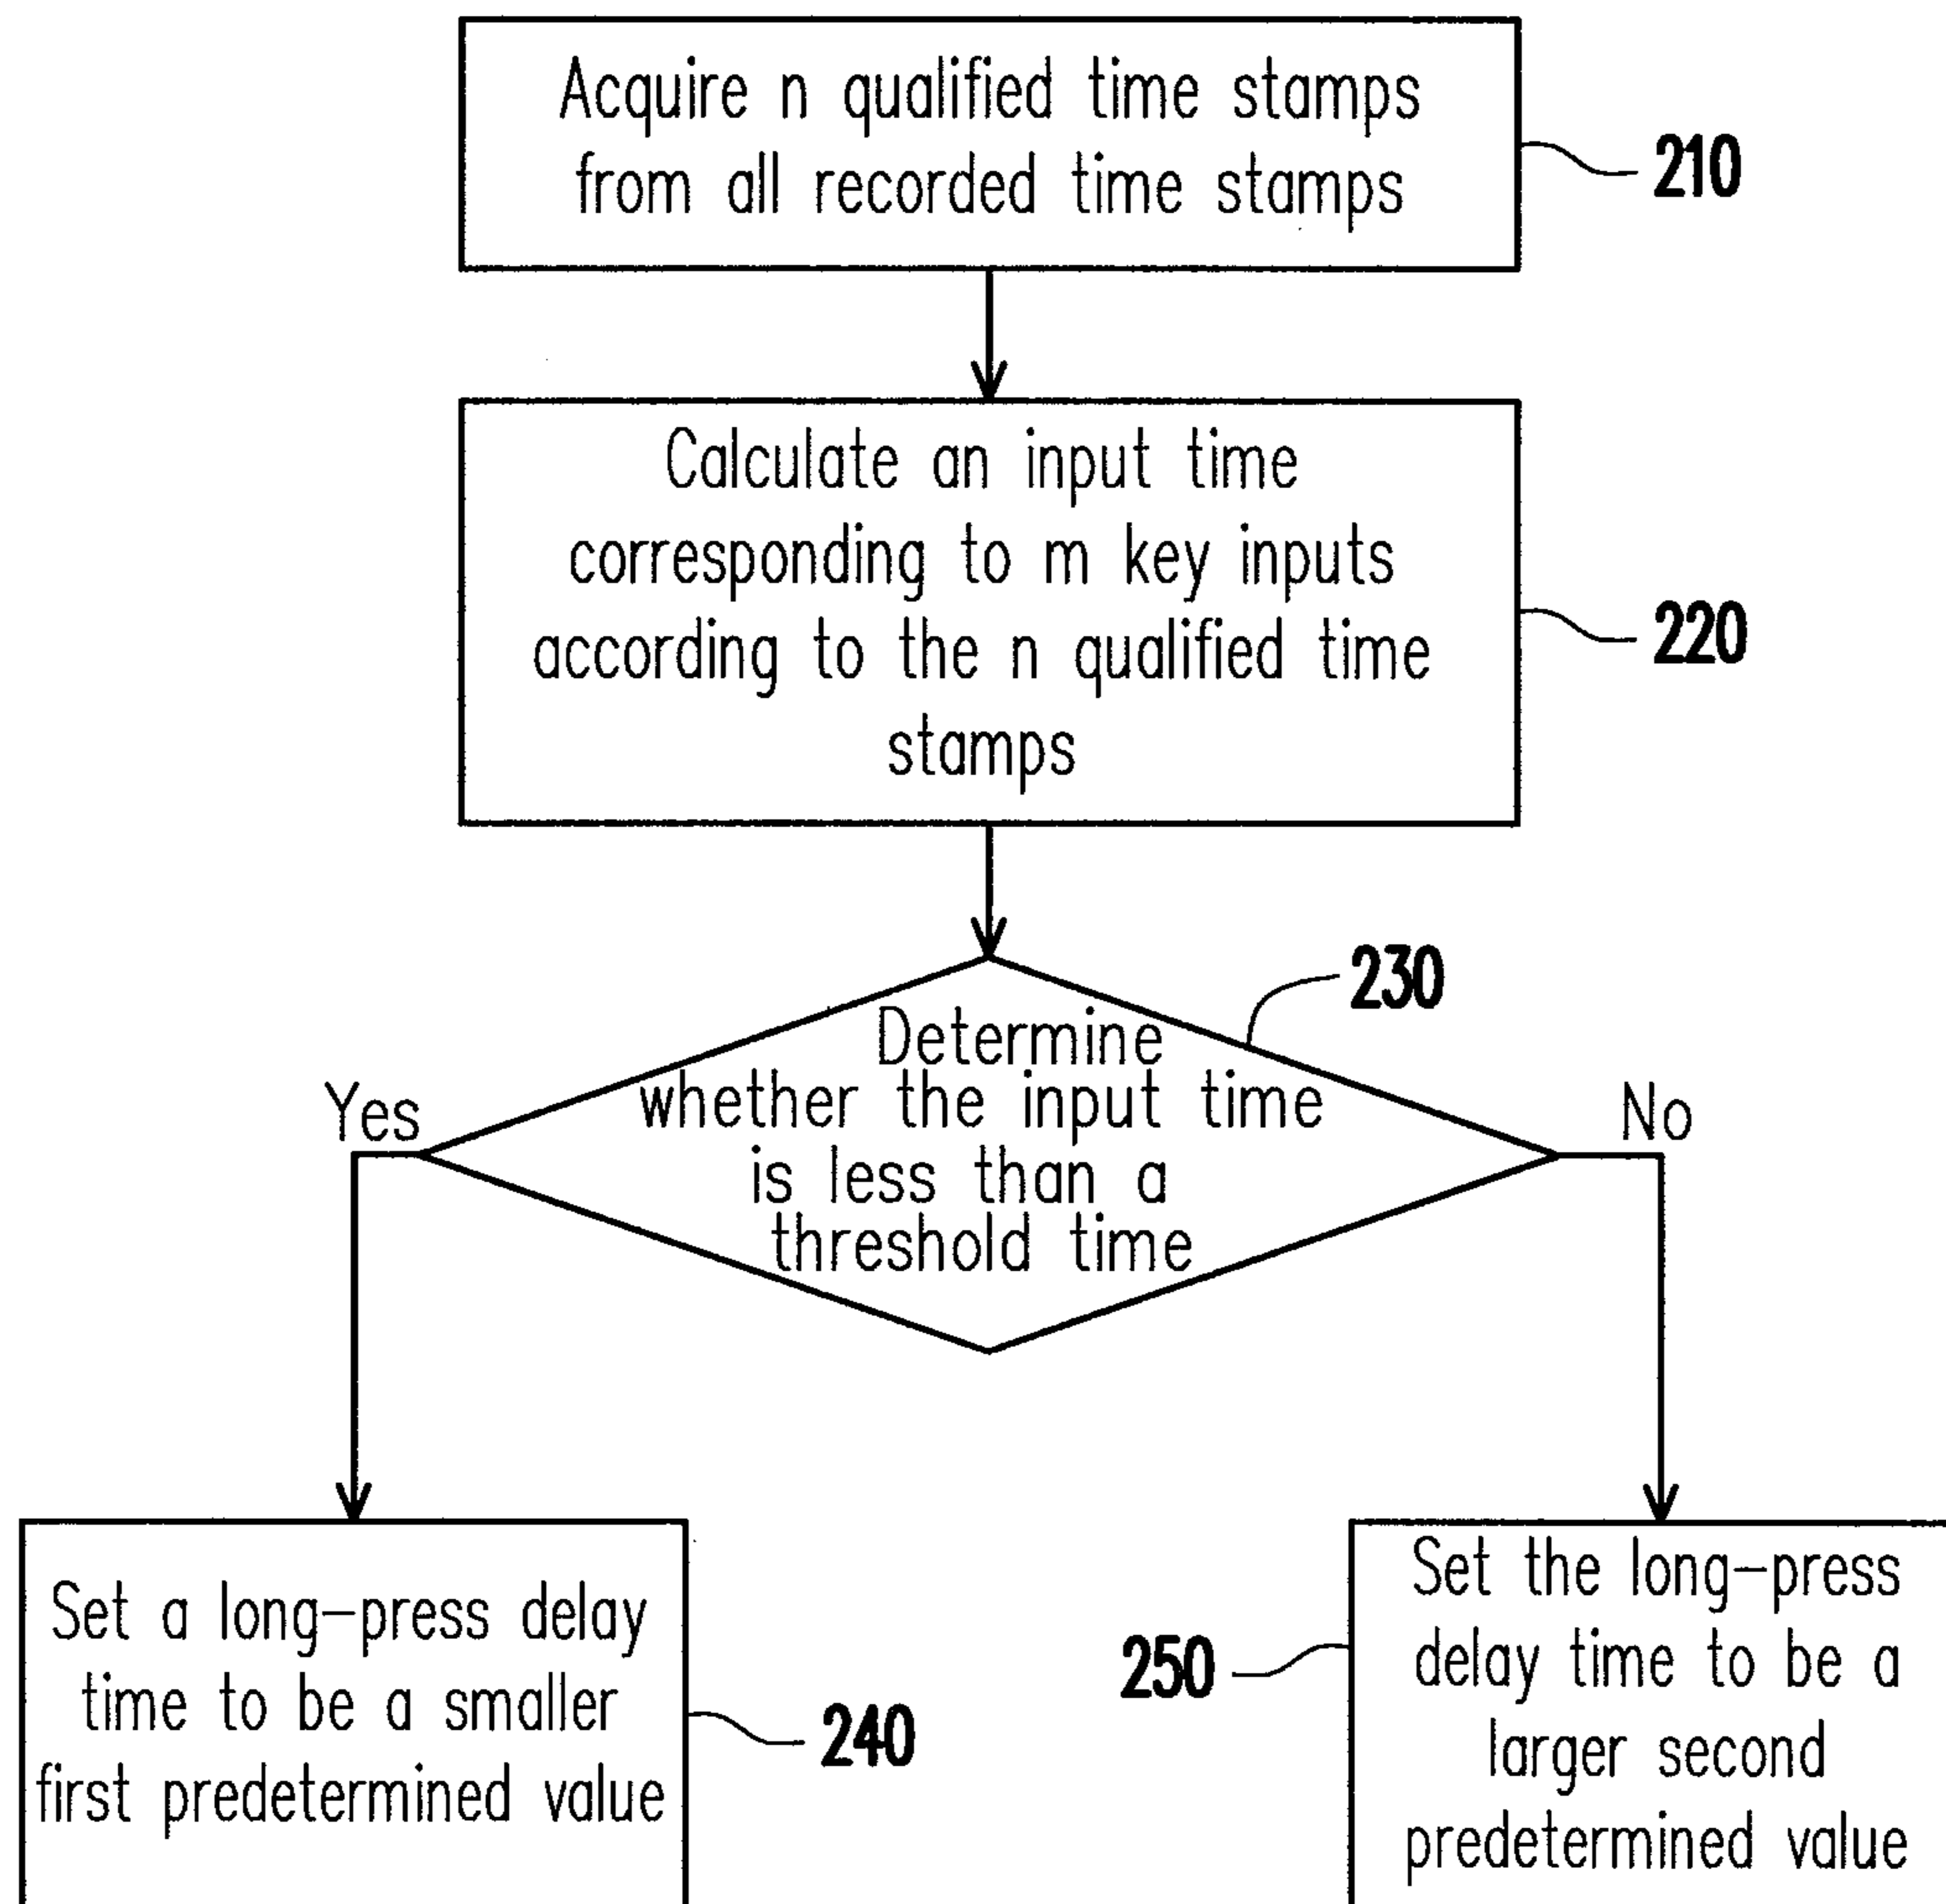 Acquire n qualified time stamps
from all recorded time stamps
210
Calculate an input time
corresponding to m key inputs
according to the n qualified time
stamps
220
230
Determine
whether the input time
is less than a
threshold time
Yes
No
Set a long-press delay
time to be a smaller
first predetermined value
240
250
Set the long-press
delay time to be a
larger second
predetermined value